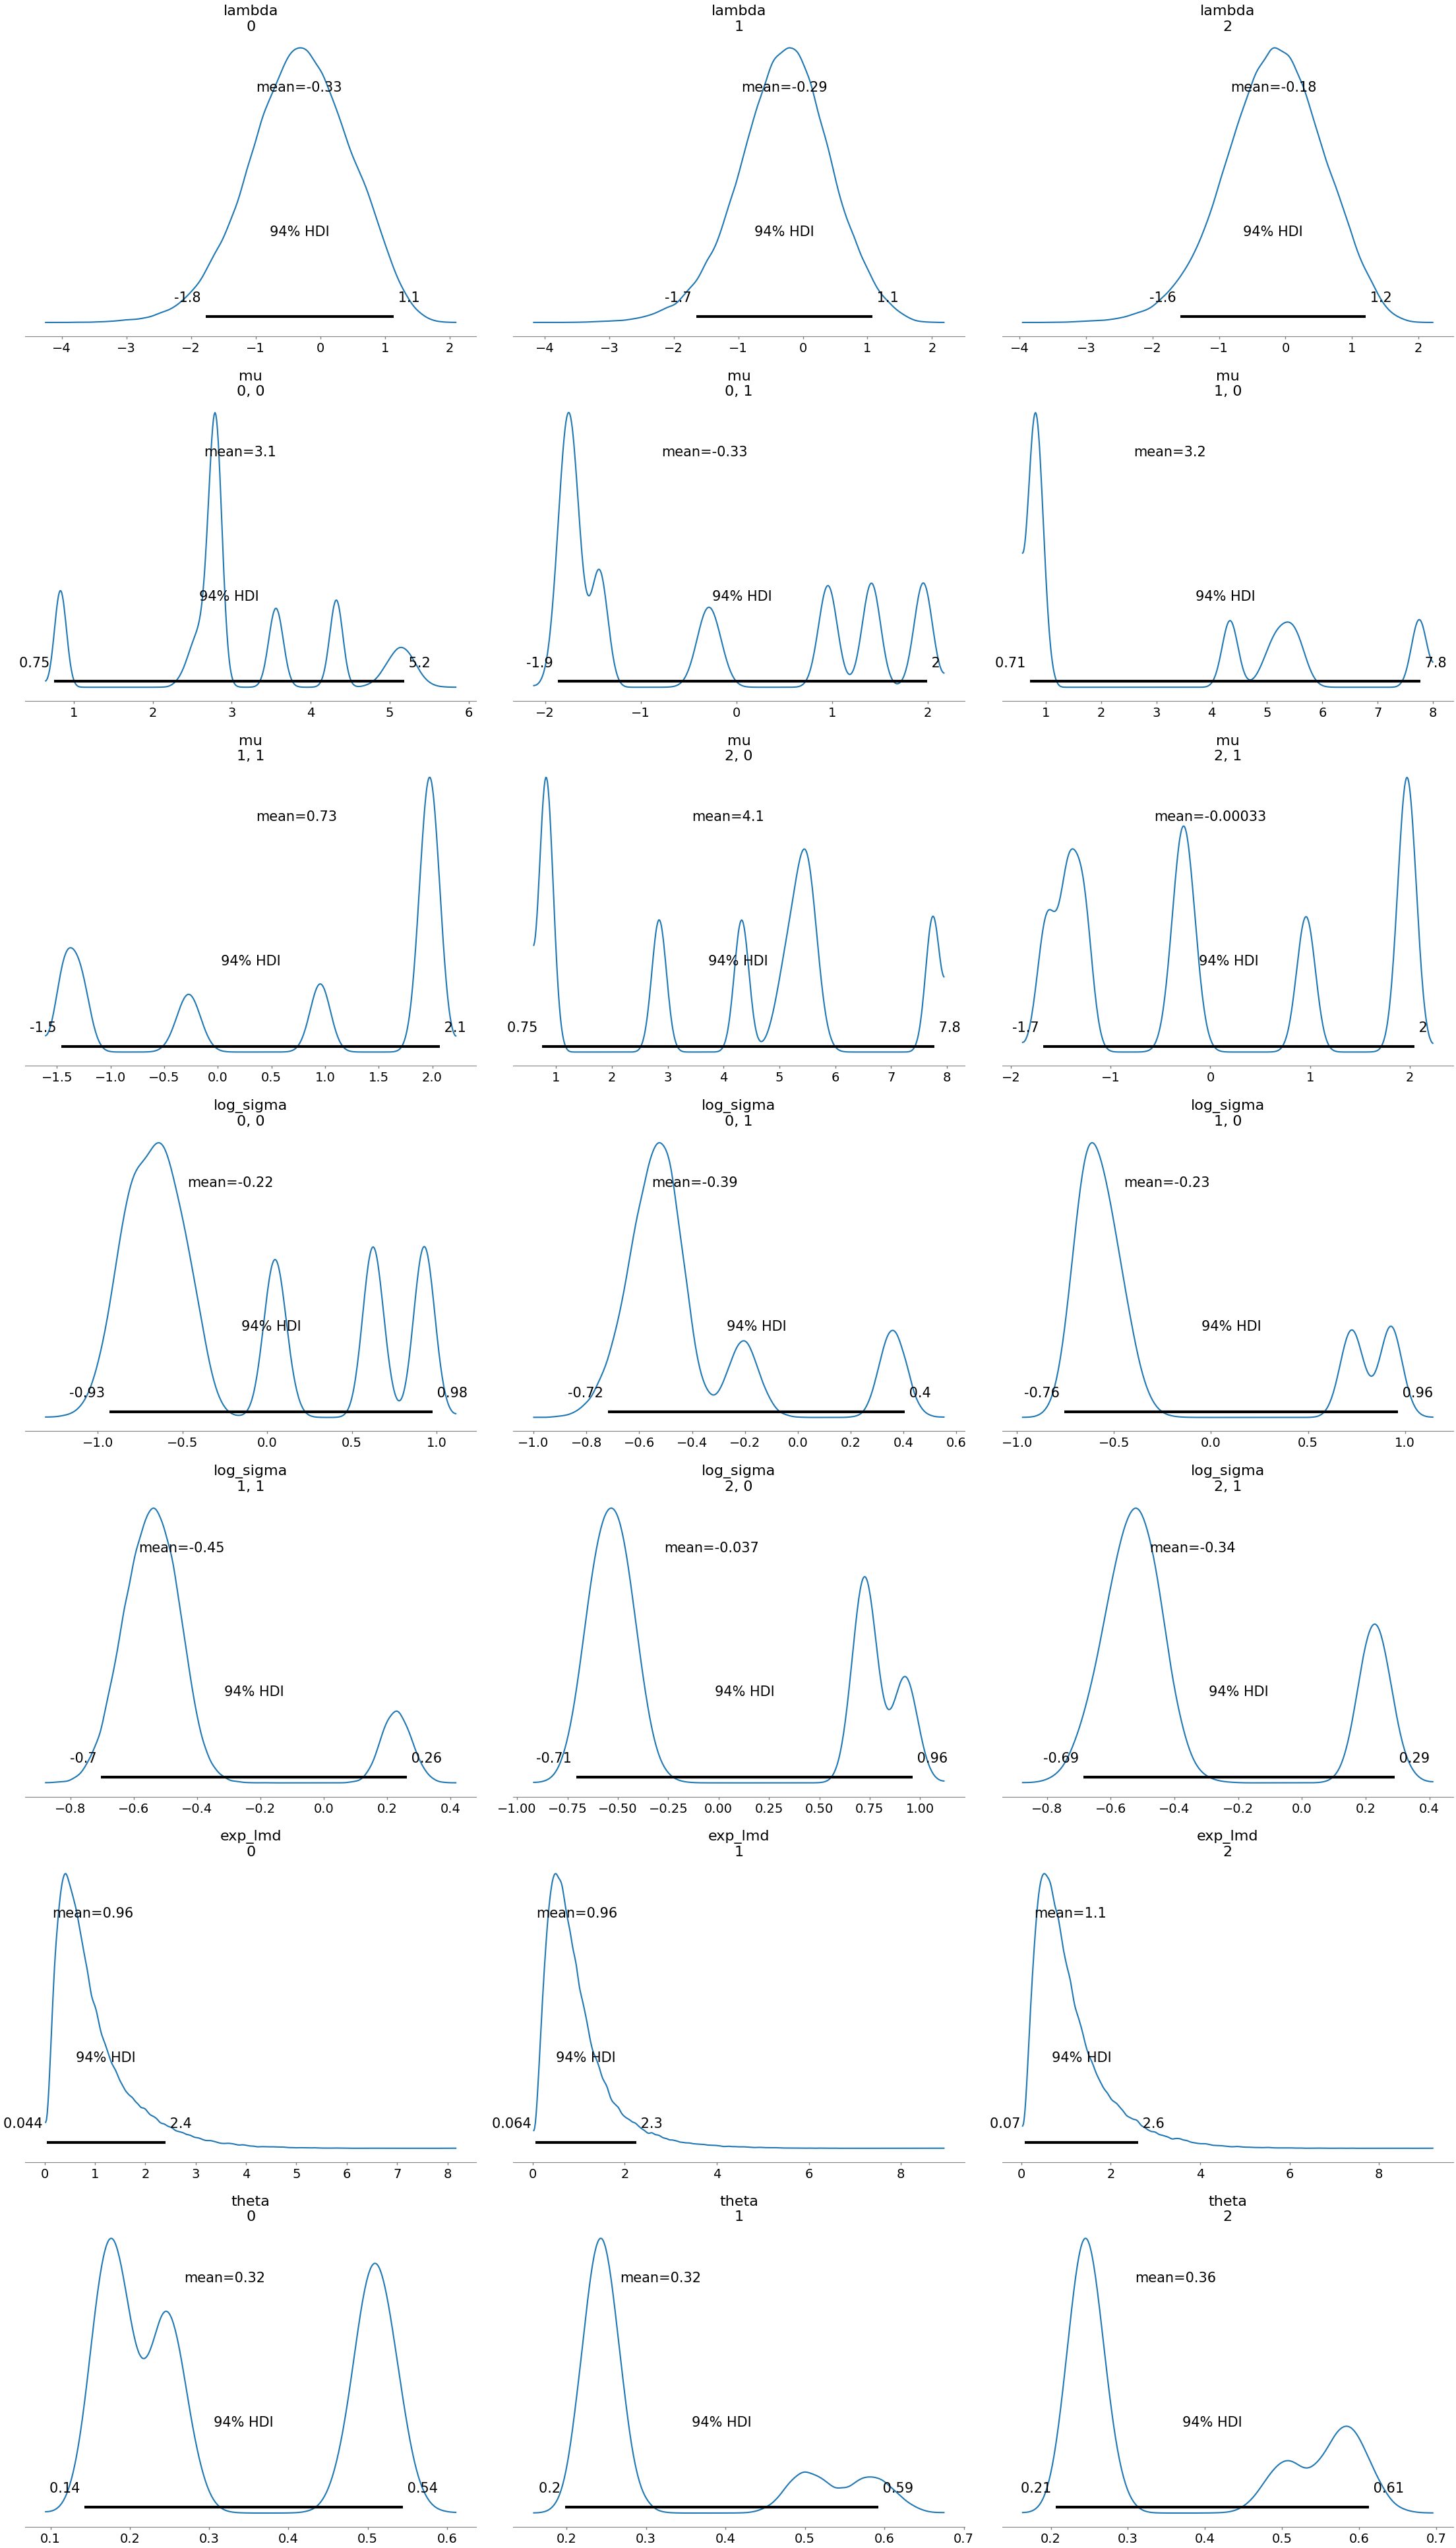 lambda
0
lambda
1
lambda
2
mean=-0.33
mean=-0.29
mean=-0.18
94% HDI
94% HDI
94% HDI
-1.8 1.1
-1.7 1.1
-1.6 1.2
−4 −3 −2 −1 0 1 2
−4 −3 −2 −1 0 1 2
−4 −3 −2 −1 0 1 2
mu
0, 0
mu
0, 1
mu
1, 0
mean=3.1
mean=-0.33
mean=3.2
94% HDI
94% HDI
94% HDI
0.75 5.2
-1.9 2
0.71 7.8
1 2 3 4 5 6
−2 −1 0 1 2
1 2 3 4 5 6 7 8
mu
1, 1
mu
2, 0
mu
2, 1
mean=0.73
mean=4.1
mean=-0.00033
94% HDI
94% HDI
94% HDI
-1.5 2.1
0.75 7.8
-1.7 2
−1.5 −1.0 −0.5 0.0 0.5 1.0 1.5 2.0
1 2 3 4 5 6 7 8
−2 −1 0 1 2
log_sigma
0, 0
log_sigma
0, 1
log_sigma
1, 0
mean=-0.22
mean=-0.39
mean=-0.23
94% HDI
94% HDI
94% HDI
-0.93 0.98
-0.72 0.4
-0.76 0.96
−1.0 −0.5 0.0 0.5 1.0
−1.0 −0.8 −0.6 −0.4 −0.2 0.0 0.2 0.4 0.6
−1.0 −0.5 0.0 0.5 1.0
log_sigma
1, 1
log_sigma
2, 0
log_sigma
2, 1
mean=-0.45
mean=-0.037
mean=-0.34
94% HDI
94% HDI
94% HDI
-0.7 0.26
-0.71 0.96
-0.69 0.29
−0.8 −0.6 −0.4 −0.2 0.0 0.2 0.4
−1.00 −0.75 −0.50 −0.25 0.00 0.25 0.50 0.75 1.00
−0.8 −0.6 −0.4 −0.2 0.0 0.2 0.4
exp_lmd
0
exp_lmd
1
exp_lmd
2
mean=0.96
mean=0.96
mean=1.1
94% HDI
94% HDI
94% HDI
0.044 2.4
0.064 2.3
0.07 2.6
0 1 2 3 4 5 6 7 8
0 2 4 6 8
0 2 4 6 8
theta
0
theta
1
theta
2
mean=0.32
mean=0.32
mean=0.36
94% HDI
94% HDI
94% HDI
0.14 0.54
0.2 0.59
0.21 0.61
0.1 0.2 0.3 0.4 0.5 0.6
0.2 0.3 0.4 0.5 0.6 0.7
0.2 0.3 0.4 0.5 0.6 0.7